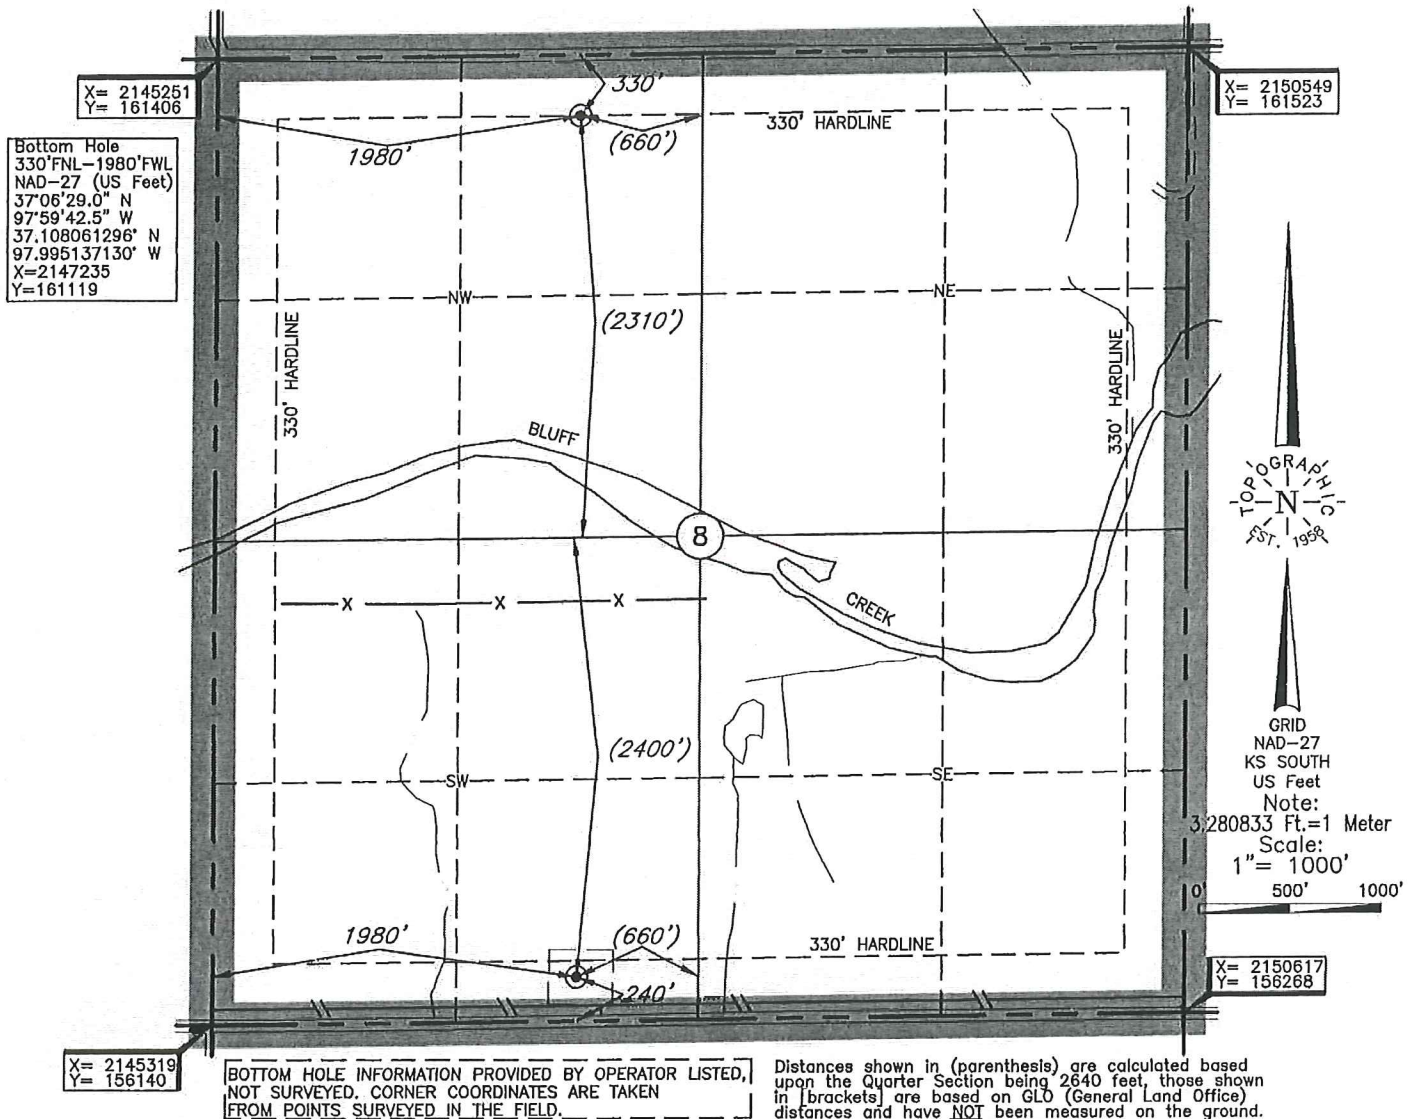 330'
X= 2145251
Y= 161406
X= 2150549
Y= 161523
330' HARDLINE
1980'
(660')
Bottom Hole
330'FNL-1980'FWL
NAD-27 (US Feet)
37°06'29.0" N
97°59'42.5" W
37.108061296° N
97.995137130° W
X=2147235
Y=161119
NW
NE
(2310')
330' HARDLINE
330' HARDLINE
BLUFF
TOPOGRAPHIC
N
EST. 1958
8
X X X
CREEK
(2400')
SW
SE
GRID
NAD-27
KS SOUTH
US Feet
Note:
3.280833 Ft.=1 Meter
Scale:
1"= 1000'
0' 500' 1000'
1980'
(660')
330' HARDLINE
240'
X= 2150617
Y= 156268
X= 2145319
Y= 156140
BOTTOM HOLE INFORMATION PROVIDED BY OPERATOR LISTED,
NOT SURVEYED. CORNER COORDINATES ARE TAKEN
FROM POINTS SURVEYED IN THE FIELD.
Distances shown in (parenthesis) are calculated based
upon the Quarter Section being 2640 feet, those shown
in [brackets] are based on GLO (General Land Office)
distances and have NOT been measured on the ground.